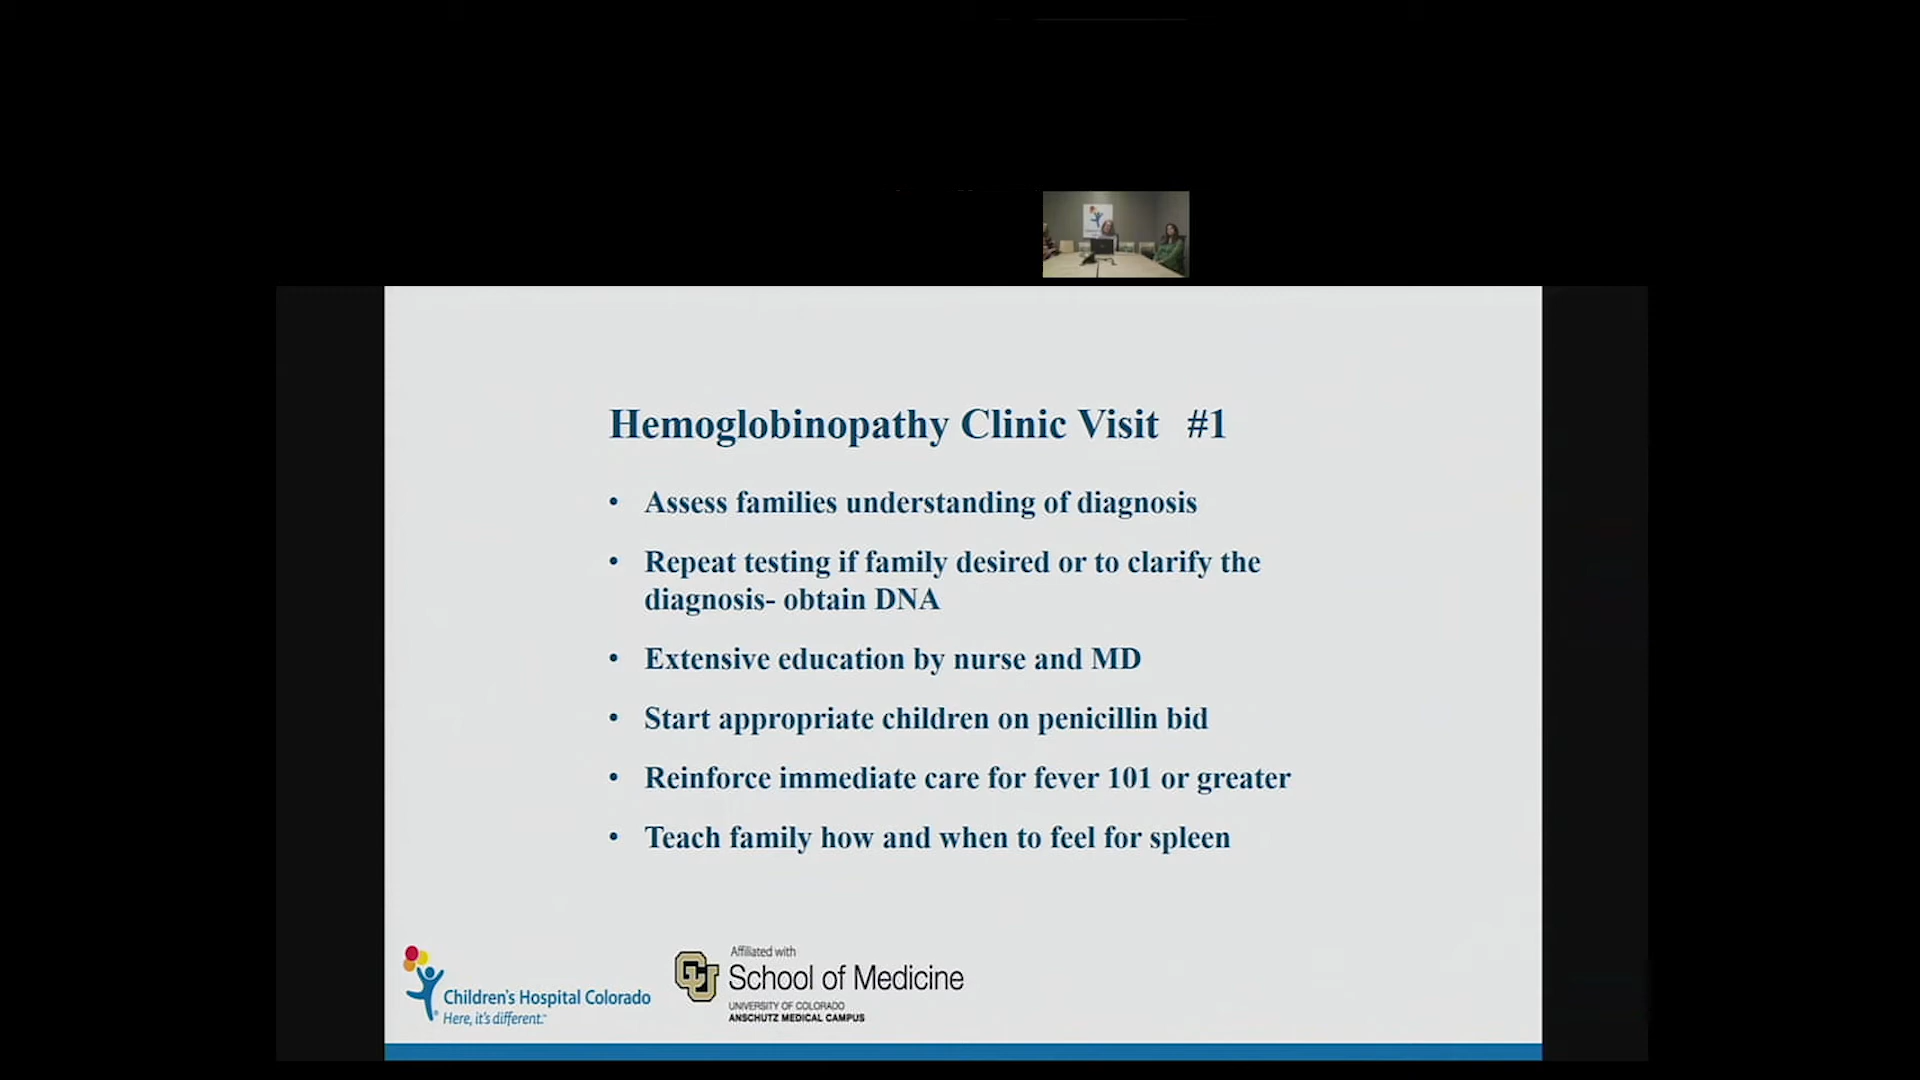 Hemoglobinopathy Clinic Visit #1
• Assess families understanding of diagnosis
• Repeat testing if family desired or to clarify the
diagnosis- obtain DNA
• Extensive education by nurse and MD
• Start appropriate children on penicillin bid
• Reinforce immediate care for fever 101 or greater
• Teach family how and when to feel for spleen
Children's Hospital Colorado
Here, it's different.™
Affiliated with
School of Medicine
UNIVERSITY OF COLORADO
ANSCHUTZ MEDICAL CAMPUS